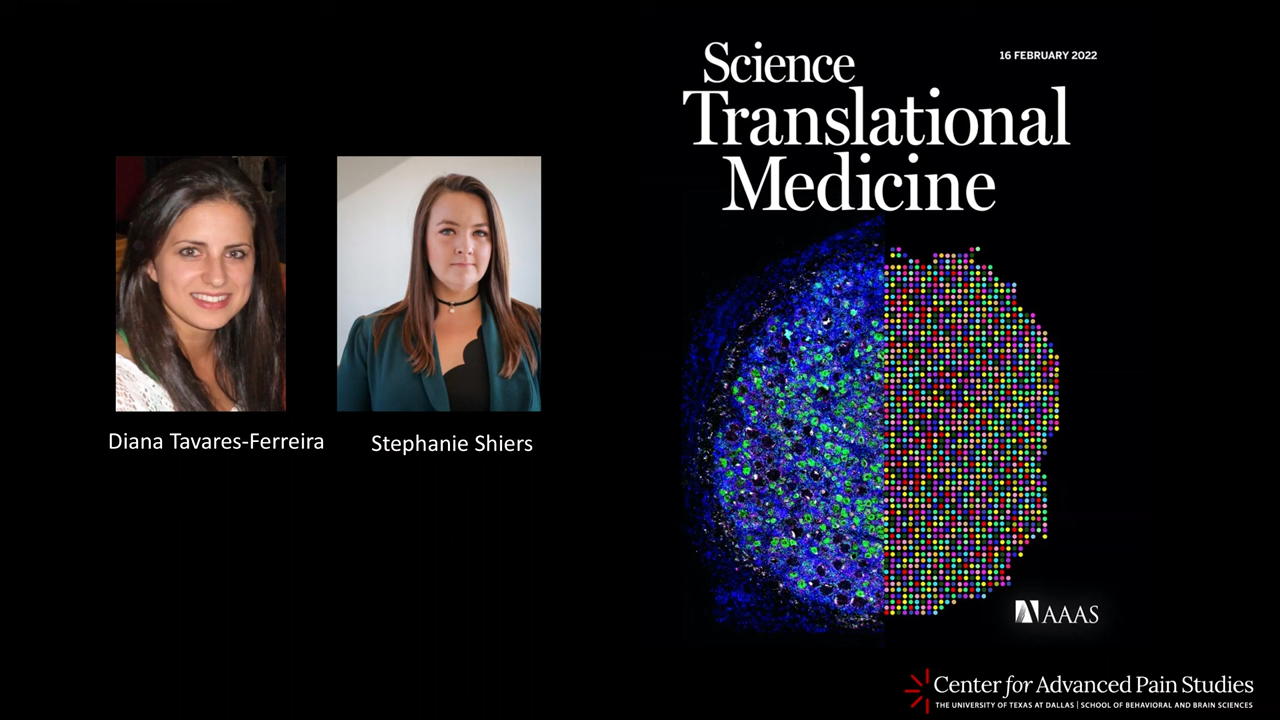 16 FEBRUARY 2022
Science
Translational
Medicine
Diana Tavares-Ferreira
Stephanie Shiers
AAAS
Center for Advanced Pain Studies
THE UNIVERSITY OF TEXAS AT DALLAS | SCHOOL OF BEHAVIORAL AND BRAIN SCIENCES